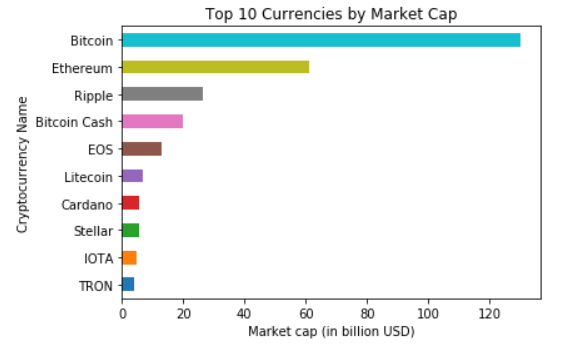 Top 10 Currencies by Market Cap
Cryptocurrency Name
Bitcoin
Ethereum
Ripple
Bitcoin Cash
EOS
Litecoin
Cardano
Stellar
IOTA
TRON
0 20 40 60 80 100 120
Market cap (in billion USD)